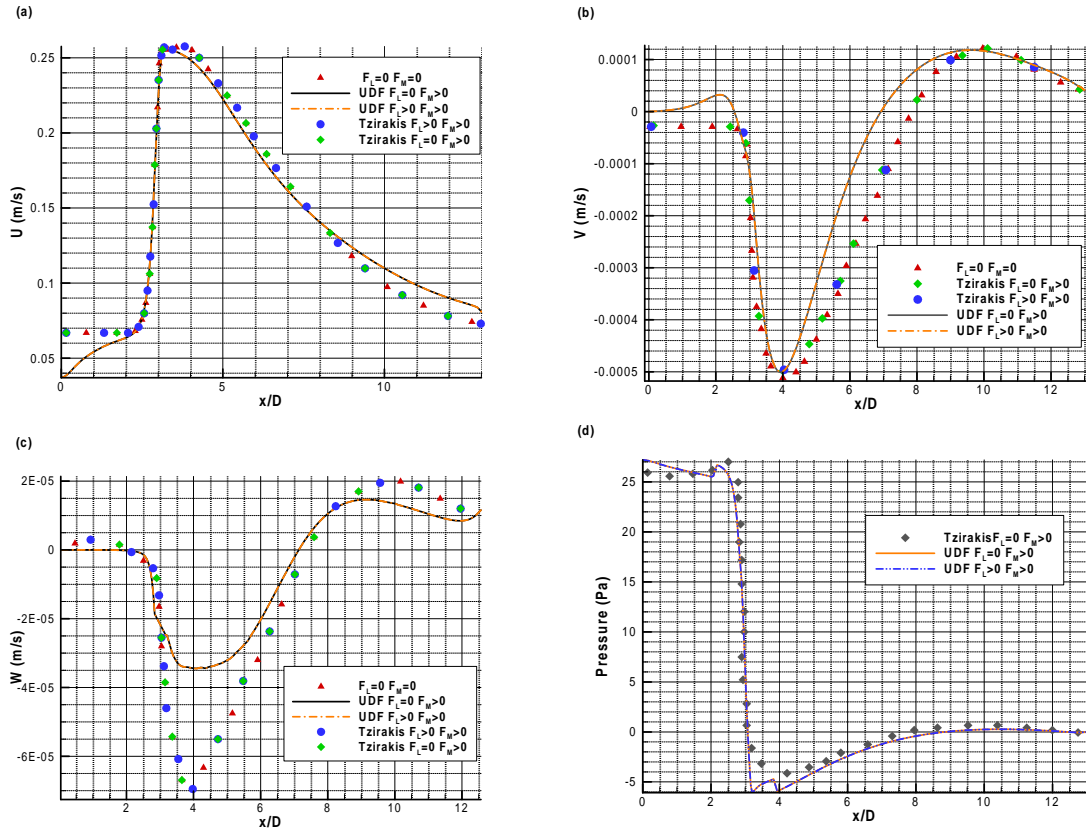 (a)
0.25
0.2
0.15
0.1
0.05
U (m/s)
0
5
10
x/D
F_L=0 F_M=0
UDF F_L=0 F_M>0
UDF F_L>0 F_M>0
Tzirakis F_L>0 F_M>0
Tzirakis F_L=0 F_M>0
(b)
0.0001
0
-0.0001
-0.0002
-0.0003
-0.0004
-0.0005
V (m/s)
0
2
4
6
8
10
12
x/D
F_L=0 F_M=0
Tzirakis F_L=0 F_M>0
Tzirakis F_L>0 F_M>0
UDF F_L=0 F_M>0
UDF F_L>0 F_M>0
(c)
2E-05
0
-2E-05
-4E-05
-6E-05
W (m/s)
2
4
6
8
10
12
x/D
F_L=0 F_M=0
UDF F_L=0 F_M>0
UDF F_L>0 F_M>0
Tzirakis F_L>0 F_M>0
Tzirakis F_L=0 F_M>0
(d)
25
20
15
10
5
0
-5
Pressure (Pa)
0
2
4
6
8
10
12
x/D
TzirakisF_L=0 F_M>0
UDF F_L=0 F_M>0
UDF F_L>0 F_M>0